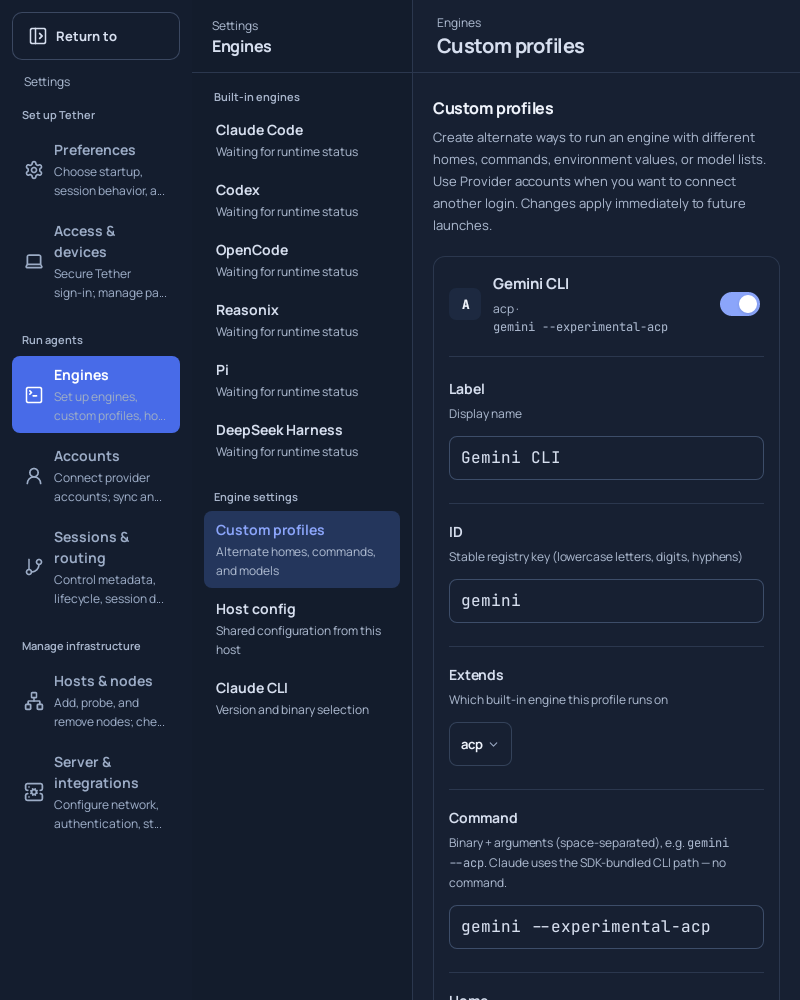 Return to
Settings
Set up Tether
Preferences
Choose startup,
session behavior, a...
Access &
devices
Secure Tether
sign-in; manage pa...
Run agents
Engines
Set up engines,
custom profiles, ho...
Accounts
Connect provider
accounts; sync an...
Sessions &
routing
Control metadata,
lifecycle, session d...
Manage infrastructure
Hosts & nodes
Add, probe, and
remove nodes; che...
Server &
integrations
Configure network,
authentication, st...
Settings
Engines
Built-in engines
Claude Code
Waiting for runtime status
Codex
Waiting for runtime status
OpenCode
Waiting for runtime status
Reasonix
Waiting for runtime status
Pi
Waiting for runtime status
DeepSeek Harness
Waiting for runtime status
Engine settings
Custom profiles
Alternate homes, commands,
and models
Host config
Shared configuration from this
host
Claude CLI
Version and binary selection
Engines
Custom profiles
Custom profiles
Create alternate ways to run an engine with different
homes, commands, environment values, or model lists.
Use Provider accounts when you want to connect
another login. Changes apply immediately to future
launches.
A
Gemini CLI
acp ·
gemini --experimental-acp
Label
Display name
Gemini CLI
ID
Stable registry key (lowercase letters, digits, hyphens)
gemini
Extends
Which built-in engine this profile runs on
acp
Command
Binary + arguments (space-separated), e.g. gemini
--acp. Claude uses the SDK-bundled CLI path — no
command.
gemini --experimental-acp
Home